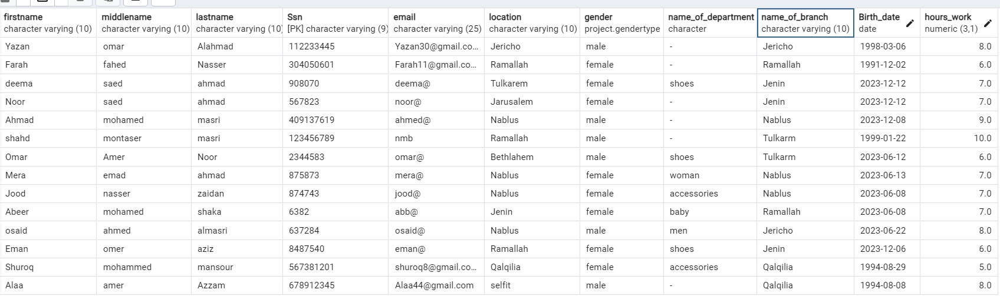 firstname middlename lastname Ssn email location gender name_of_department name_of_branch Birth_date hours_work
character varying (10) character varying (10) character varying (10) [PK] character varying (9) character varying (25) character varying (10) project.gendertype character character varying (10) date numeric (3,1)
Yazan omar Alahmad 112233445 Yazan30@gmail.co… Jericho male - Jericho 1998-03-06 8.0
Farah fahed Nasser 304050601 Farah11@gmail.co… Ramallah female - Ramallah 1991-12-02 6.0
deema saed ahmad 908070 deema@ Tulkarem female shoes Jenin 2023-12-12 7.0
Noor saed ahmad 567823 noor@ Jarusalem female - Jenin 2023-12-12 7.0
Ahmad mohamed masri 409137619 ahmed@ Nablus male - Nablus 2023-12-08 9.0
shahd montaser masri 123456789 nmb Ramallah male - Tulkarm 1999-01-22 10.0
Omar Amer Noor 2344583 omar@ Bethlahem male shoes Tulkarm 2023-06-12 6.0
Mera emad ahmad 875873 mera@ Nablus female woman Nablus 2023-06-13 7.0
Jood nasser zaidan 874743 jood@ Nablus female accessories Nablus 2023-06-08 7.0
Abeer mohamed shaka 6382 abb@ Jenin female baby Ramallah 2023-06-08 7.0
osaid ahmed almasri 637284 osaid@ Nablus male men Jericho 2023-06-22 8.0
Eman omer aziz 8487540 eman@ Ramallah female shoes Jenin 2023-12-06 6.0
Shuroq mohammed mansour 567381201 shuroq8@gmail.co… Qalqilia female accessories Qalqilia 1994-08-29 5.0
Alaa amer Azzam 678912345 Alaa44@gmail.com selfit male - Qalqilia 1994-08-08 8.0